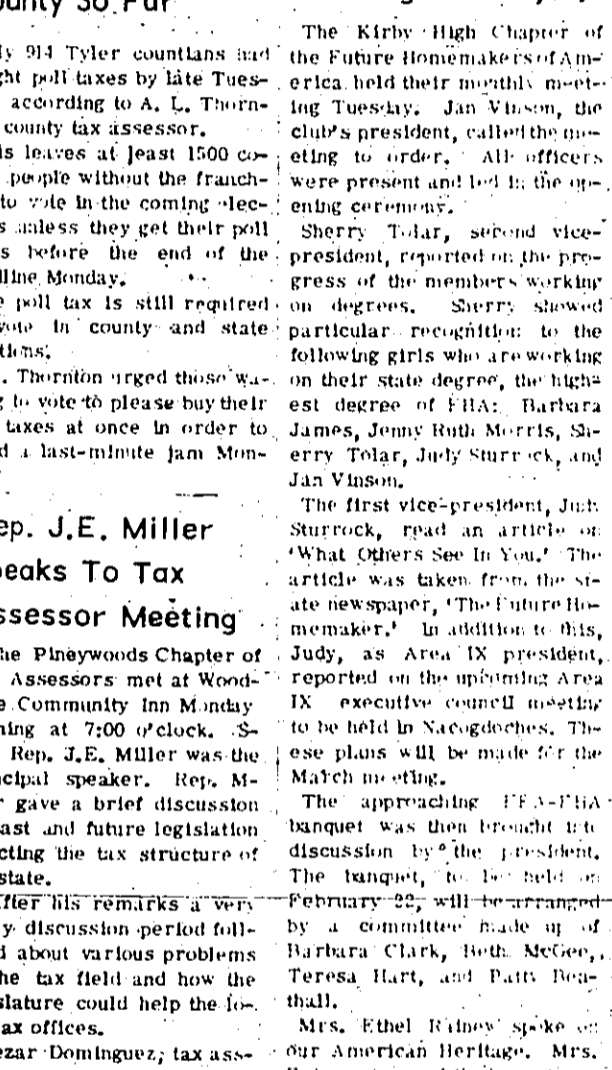 ounty So Far
ly 914 Tyler countians had
ght poll taxes by late Tues-
according to A. L. Thorn-
county tax assessor.
is leaves at least 1500 co-
people without the franch-
to vote in the coming elec-
s unless they get their poll
s before the end of the
lline Monday.
e poll tax is still required
vote in county and state
tions.
. Thornton urged those wa-
g to vote to please buy their
taxes at once in order to
d a last-minute jam Mon-
ep. J.E. Miller
peaks To Tax
ssessor Meeting
he Pineywoods Chapter of
Assessors met at Wood-
e Community Inn Monday
ning at 7:00 o'clock. S-
Rep. J.E. Miller was the
cipal speaker. Rep. M-
r gave a brief discussion
ast and future legislation
cting the tax structure of
state.
fter his remarks a very
y discussion period foll-
d about various problems
he tax field and how the
slature could help the lo-
ax offices.
ezar Dominguez, tax ass-
The Kirby High Chapter of
the Future Homemakers of Am-
erica held their monthly meet-
ing Tuesday. Jan Vinson, the
club's president, called the me-
eting to order. All officers
were present and led in the op-
ening ceremony.
Sherry Tolar, second vice-
president, reported on the pro-
gress of the members working
on degrees. Sherry showed
particular recognition to the
following girls who are working
on their state degree, the high-
est degree of FHA: Barbara
James, Jenny Ruth Morris, Sh-
erry Tolar, Judy Sturrock, and
Jan Vinson.
The first vice-president, Judy
Sturrock, read an article on
'What Others See In You.' The
article was taken from the st-
ate newspaper, 'The Future Ho-
memaker.' In addition to this,
Judy, as Area IX president,
reported on the upcoming Area
IX executive council meeting
to be held in Nacogdoches. Th-
ese plans will be made for the
March meeting.
The approaching FFA-FHA
banquet was then brought into
discussion by the president.
The banquet, to be held on
February 22, will be arranged
by a committee made up of
Barbara Clark, Beth McGee,
Teresa Hart, and Patti Bea-
thall.
Mrs. Ethel Rainey spoke on
our American Heritage. Mrs.